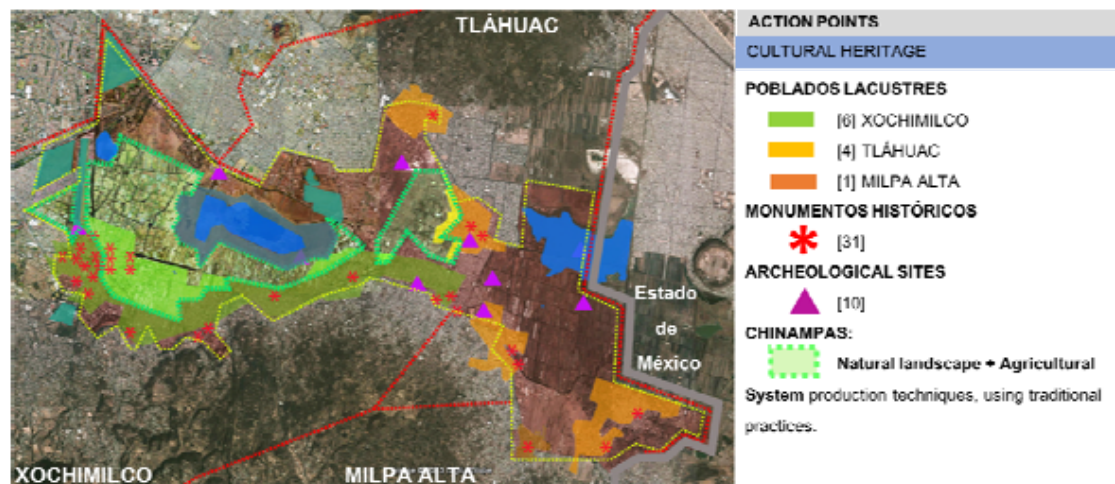 TLÁHUAC
Estado
de
México
XOCHIMILCO
MILPA ALTA
ACTION POINTS
CULTURAL HERITAGE
POBLADOS LACUSTRES
[6] XOCHIMILCO
[4] TLÁHUAC
[1] MILPA ALTA
MONUMENTOS HISTÓRICOS
[31]
ARCHEOLOGICAL SITES
[10]
CHINAMPAS:
Natural landscape + Agricultural
System production techniques, using traditional
practices.